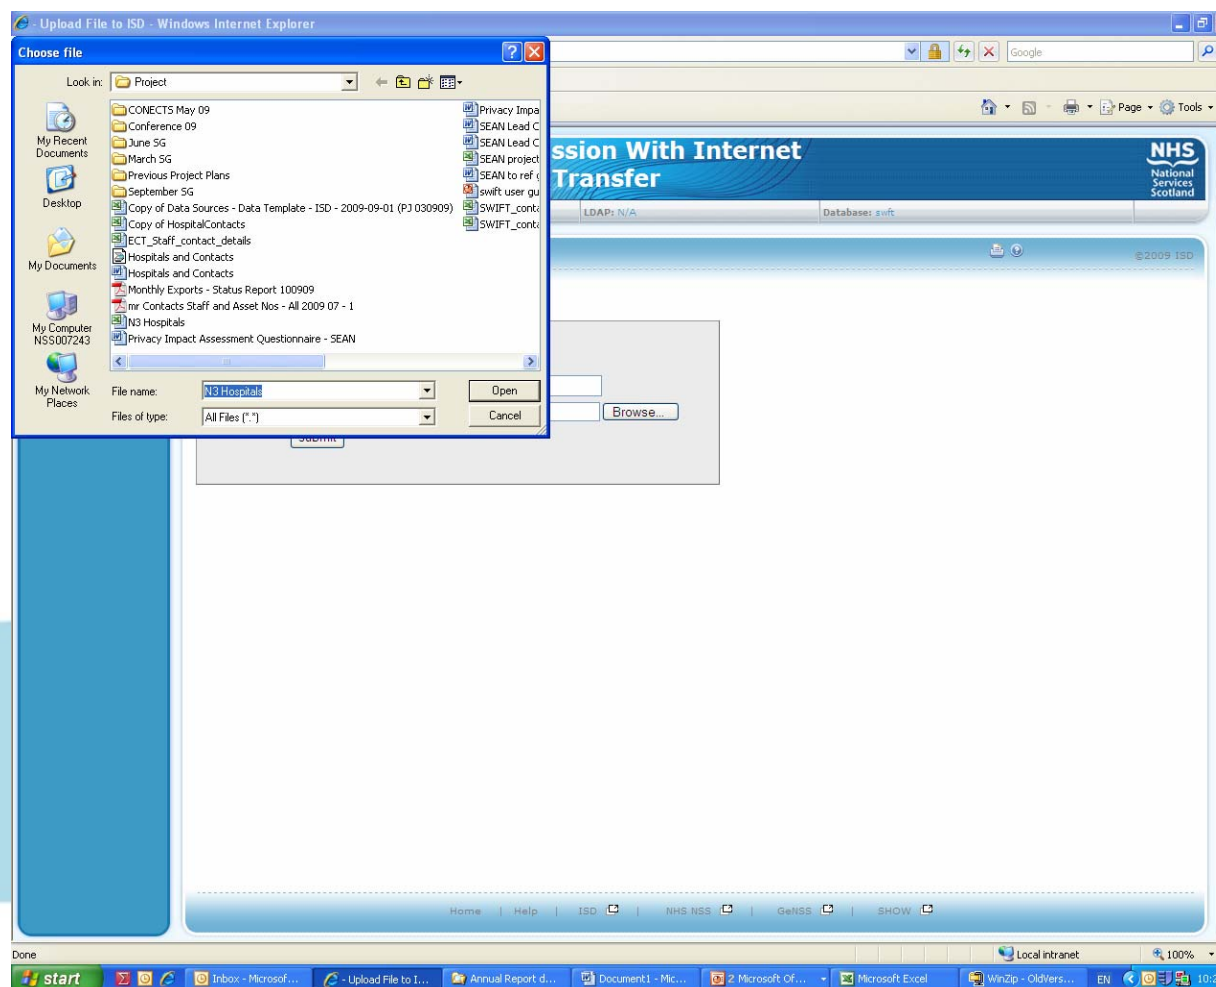 - Upload File to ISD - Windows Internet Explorer
Choose file
Google
Look in:
Project
Page
Tools
My Recent Documents
Desktop
My Documents
My Computer
NSS007243
My Network Places
CONECTS May 09
Conference 09
June SG
March SG
Previous Project Plans
September SG
Copy of Data Sources - Data Template - ISD - 2009-09-01 (PJ 030909)
Copy of HospitalContacts
ECT_Staff_contact_details
Hospitals and Contacts
Hospitals and Contacts
Monthly Exports - Status Report 100909
mr Contacts Staff and Asset Nos - All 2009 07 - 1
N3 Hospitals
Privacy Impact Assessment Questionnaire - SEAN
Privacy Impa
SEAN Lead C
SEAN Lead C
SEAN project
SEAN to ref g
swift user gu
SWIFT_conta
SWIFT_conta
File name:
N3 Hospitals
Open
Files of type:
All Files (*.*)
Cancel
ssion With Internet
Transfer
NHS
National
Services
Scotland
LDAP: N/A
Database: swft
©2009 ISD
Browse...
Submit
Home | Help | ISD | NHS NSS | GeNSS | SHOW
Done
Local intranet
100%
start
Inbox - Microsof...
- Upload File to I...
Annual Report d...
Document1 - Mic...
2 Microsoft Of...
Microsoft Excel
WinZip - OldVers...
EN